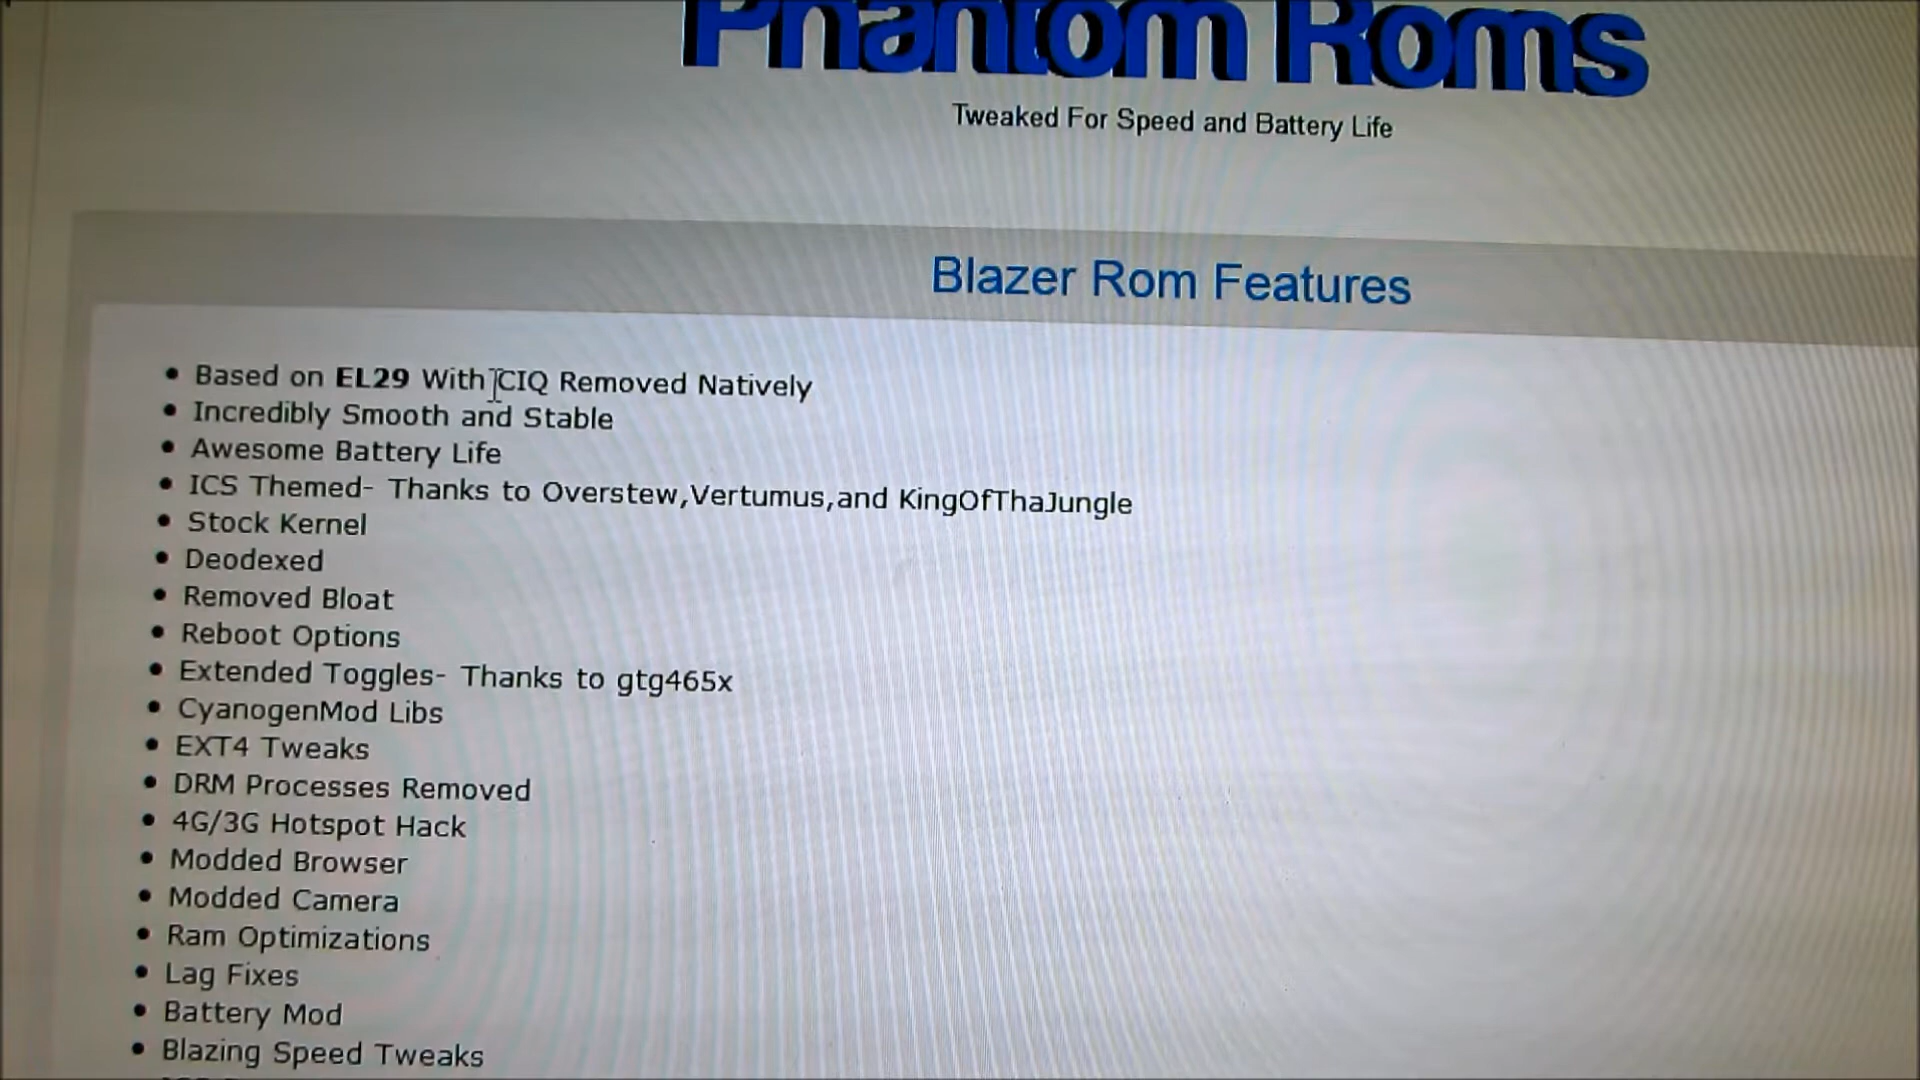 Phantom Roms
Tweaked For Speed and Battery Life
Blazer Rom Features
• Based on EL29 With CIQ Removed Natively
• Incredibly Smooth and Stable
• Awesome Battery Life
• ICS Themed- Thanks to Overstew,Vertumus,and KingOfThaJungle
• Stock Kernel
• Deodexed
• Removed Bloat
• Reboot Options
• Extended Toggles- Thanks to gtg465x
• CyanogenMod Libs
• EXT4 Tweaks
• DRM Processes Removed
• 4G/3G Hotspot Hack
• Modded Browser
• Modded Camera
• Ram Optimizations
• Lag Fixes
• Battery Mod
• Blazing Speed Tweaks